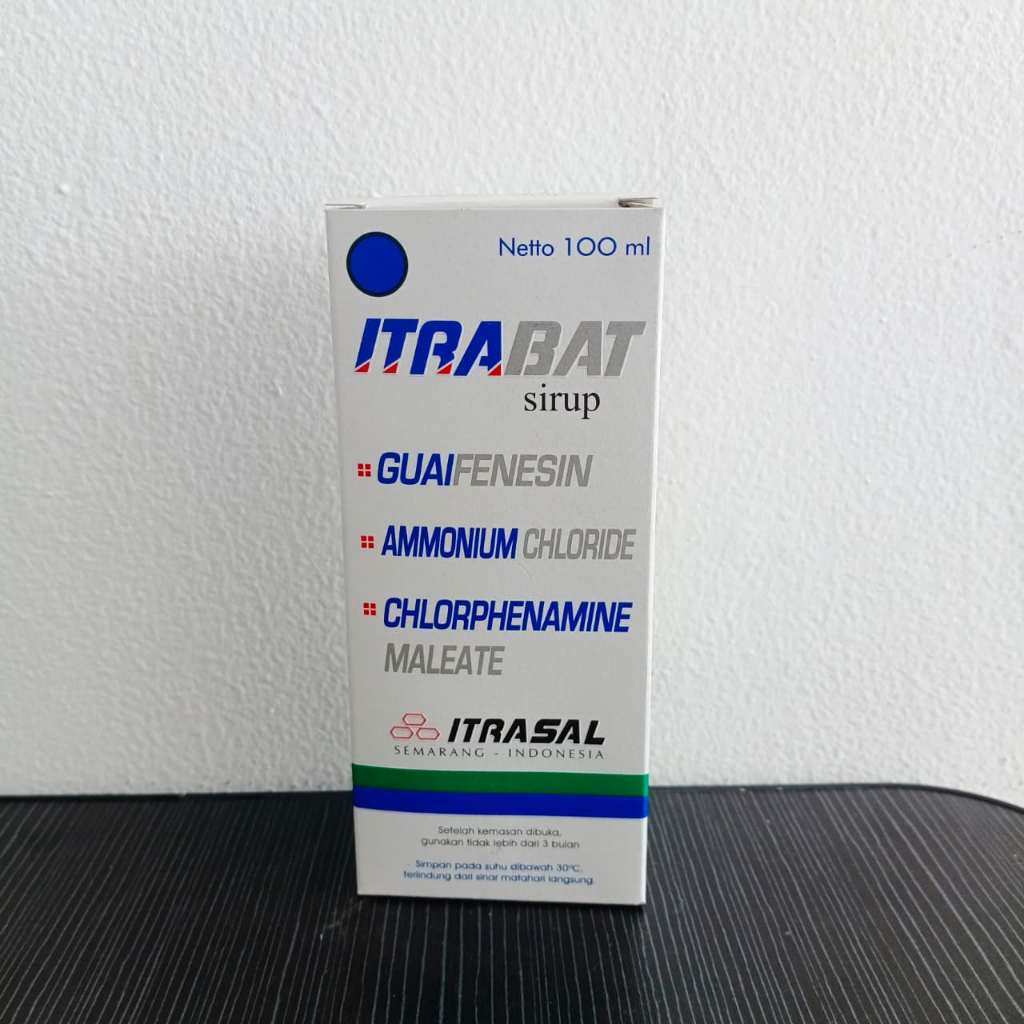 Netto 100 ml
ITRABAT
sirup
GUAIFENESIN
AMMONIUM CHLORIDE
CHLORPHENAMINE
MALEATE
ITRASAL
SEMARANG - INDONESIA
Setelah kemasan dibuka,
gunakan tidak lebih dari 3 bulan
Simpan pada suhu dibawah 30°C,
terlindung dari sinar matahari langsung.